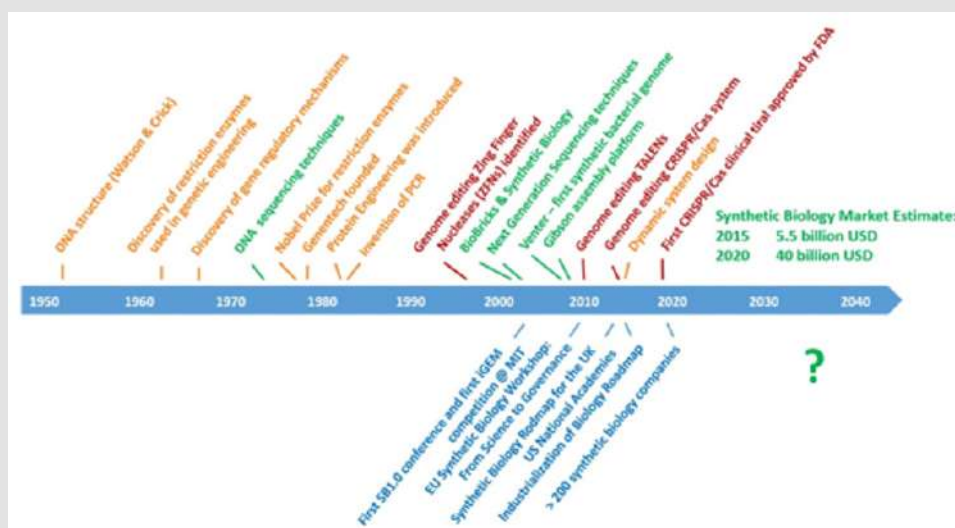 DNA structure (Watson & Crick)
Discovery of restriction enzymes
used in genetic engineering
Discovery of gene regulatory mechanisms
DNA sequencing techniques
Nobel Prize for restriction enzymes
Genentech founded
Protein Engineering was introduced
Invention of PCR
Genome editing Zing Finger
Nucleases (ZFNs) identified
BioBricks & Synthetic Biology
Next Generation Sequencing techniques
Venter – first synthetic bacterial genome
Gibson assembly platform
Genome editing TALENs
Genome editing CRISPR/Cas system
Dynamic system design
First CRISPR/Cas clinical tiral approved by FDA
Synthetic Biology Market Estimate:
2015 5.5 billion USD
2020 40 billion USD
1950 1960 1970 1980 1990 2000 2010 2020 2030 2040
First SB1.0 conference and first iGEM
competition @ MIT
EU Synthetic Biology Workshop:
From Science to Governance
Synthetic Biology Rodmap for the UK
US National Academies
Industrialization of Biology Roadmap
> 200 synthetic biology companies
?